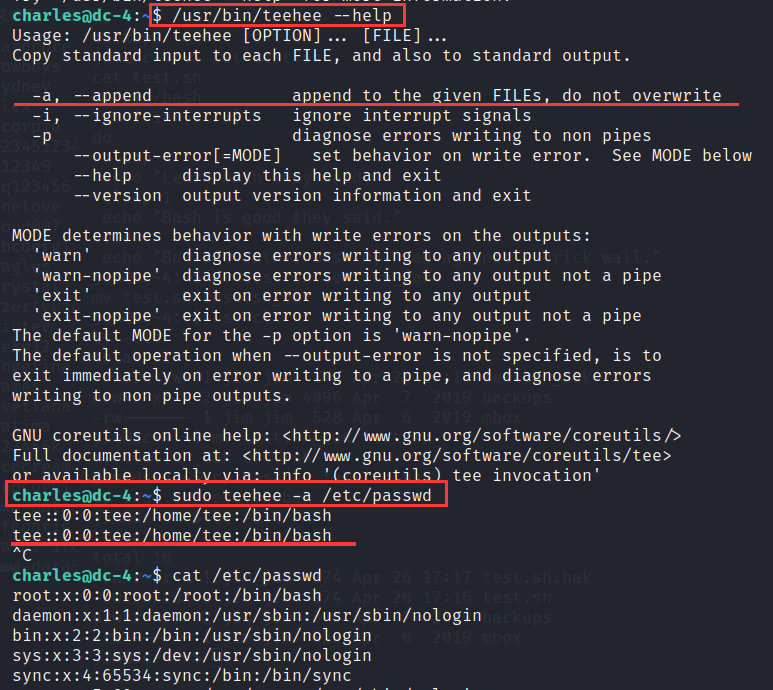 charles@dc-4:~$ /usr/bin/teehee --help
Usage: /usr/bin/teehee [OPTION]... [FILE]...
Copy standard input to each FILE, and also to standard output.
-a, --append append to the given FILEs, do not overwrite
-i, --ignore-interrupts ignore interrupt signals
-p diagnose errors writing to non pipes
--output-error[=MODE] set behavior on write error. See MODE below
--help display this help and exit
--version output version information and exit
MODE determines behavior with write errors on the outputs:
'warn' diagnose errors writing to any output
'warn-nopipe' diagnose errors writing to any output not a pipe
'exit' exit on error writing to any output
'exit-nopipe' exit on error writing to any output not a pipe
The default MODE for the -p option is 'warn-nopipe'.
The default operation when --output-error is not specified, is to
exit immediately on error writing to a pipe, and diagnose errors
writing to non pipe outputs.
GNU coreutils online help: <http://www.gnu.org/software/coreutils/>
Full documentation at: <http://www.gnu.org/software/coreutils/tee>
or available locally via: info '(coreutils) tee invocation'
charles@dc-4:~$ sudo teehee -a /etc/passwd
tee::0:0:tee:/home/tee:/bin/bash
tee::0:0:tee:/home/tee:/bin/bash
^C
charles@dc-4:~$ cat /etc/passwd
root:x:0:0:root:/root:/bin/bash
daemon:x:1:1:daemon:/usr/sbin:/usr/sbin/nologin
bin:x:2:2:bin:/bin:/usr/sbin/nologin
sys:x:3:3:sys:/dev:/usr/sbin/nologin
sync:x:4:65534:sync:/bin:/bin/sync